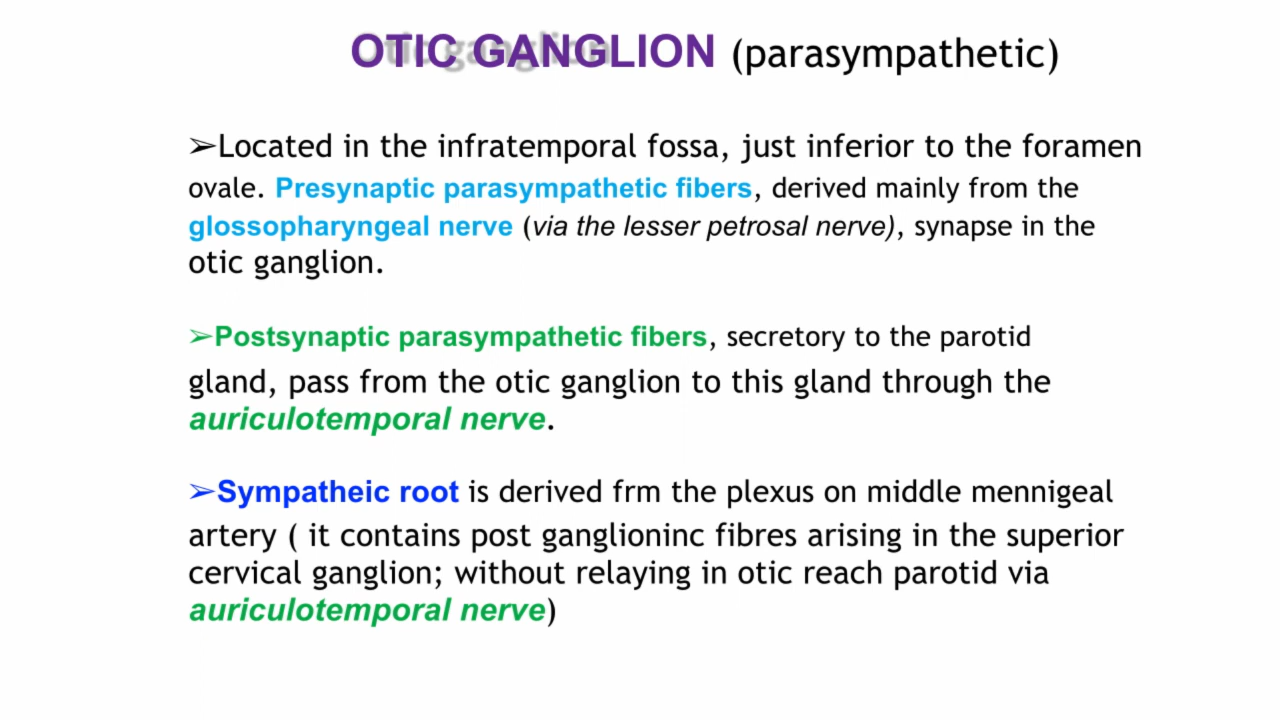 OTIC GANGLION (parasympathetic)
➢Located in the infratemporal fossa, just inferior to the foramen
ovale. Presynaptic parasympathetic fibers, derived mainly from the
glossopharyngeal nerve (via the lesser petrosal nerve), synapse in the
otic ganglion.
➢Postsynaptic parasympathetic fibers, secretory to the parotid
gland, pass from the otic ganglion to this gland through the
auriculotemporal nerve.
➢Sympatheic root is derived frm the plexus on middle mennigeal
artery ( it contains post ganglioninc fibres arising in the superior
cervical ganglion; without relaying in otic reach parotid via
auriculotemporal nerve)